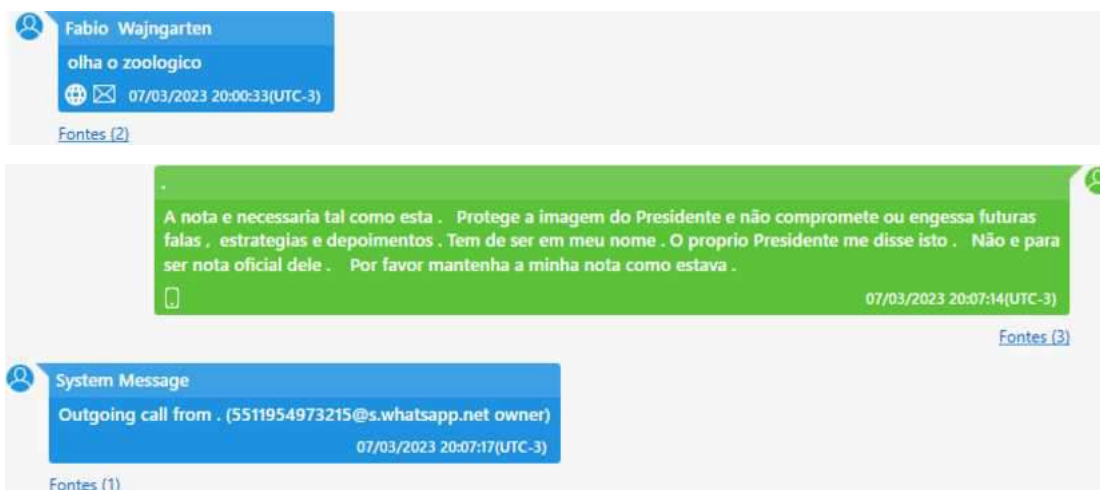 Fabio Wajngarten
olha o zoologico
07/03/2023 20:00:33(UTC-3)
Fontes (2)
.
A nota e necessaria tal como esta . Protege a imagem do Presidente e não compromete ou engessa futuras
falas , estrategias e depoimentos . Tem de ser em meu nome . O proprio Presidente me disse isto . Não e para
ser nota oficial dele . Por favor mantenha a minha nota como estava .
07/03/2023 20:07:14(UTC-3)
Fontes (3)
System Message
Outgoing call from . (5511954973215@s.whatsapp.net owner)
07/03/2023 20:07:17(UTC-3)
Fontes (1)